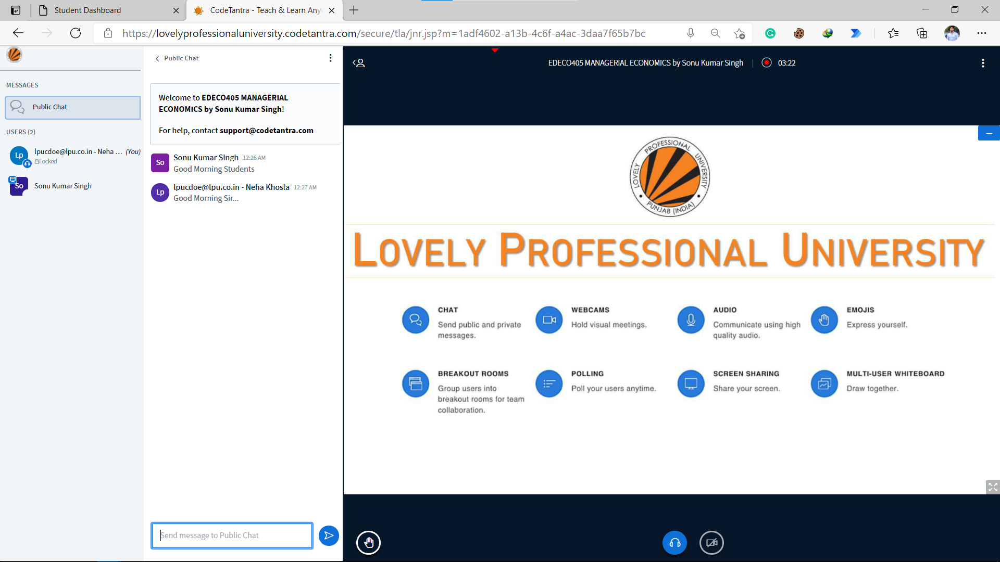 Student Dashboard
CodeTantra - Teach & Learn Any
https://lovelyprofessionaluniversity.codetantra.com/secure/tla/jnr.jsp?m=1adf4602-a13b-4c6f-a4ac-3daa7f65b7bc
MESSAGES
Public Chat
USERS (2)
Lp
lpucdoe@lpu.co.in - Neha ... (You)
Locked
So
Sonu Kumar Singh
Public Chat
Welcome to EDECO405 MANAGERIAL
ECONOMICS by Sonu Kumar Singh!
For help, contact support@codetantra.com
So
Sonu Kumar Singh 12:26 AM
Good Morning Students
Lp
lpucdoe@lpu.co.in - Neha Khosla 12:27 AM
Good Morning Sir...
Send message to Public Chat
EDECO405 MANAGERIAL ECONOMICS by Sonu Kumar Singh | 03:22
LOVELY PROFESSIONAL UNIVERSITY
PUNJAB (INDIA)
LOVELY PROFESSIONAL UNIVERSITY
CHAT
Send public and private
messages.
WEBCAMS
Hold visual meetings.
AUDIO
Communicate using high
quality audio.
EMOJIS
Express yourself.
BREAKOUT ROOMS
Group users into
breakout rooms for team
collaboration.
POLLING
Poll your users anytime.
SCREEN SHARING
Share your screen.
MULTI-USER WHITEBOARD
Draw together.